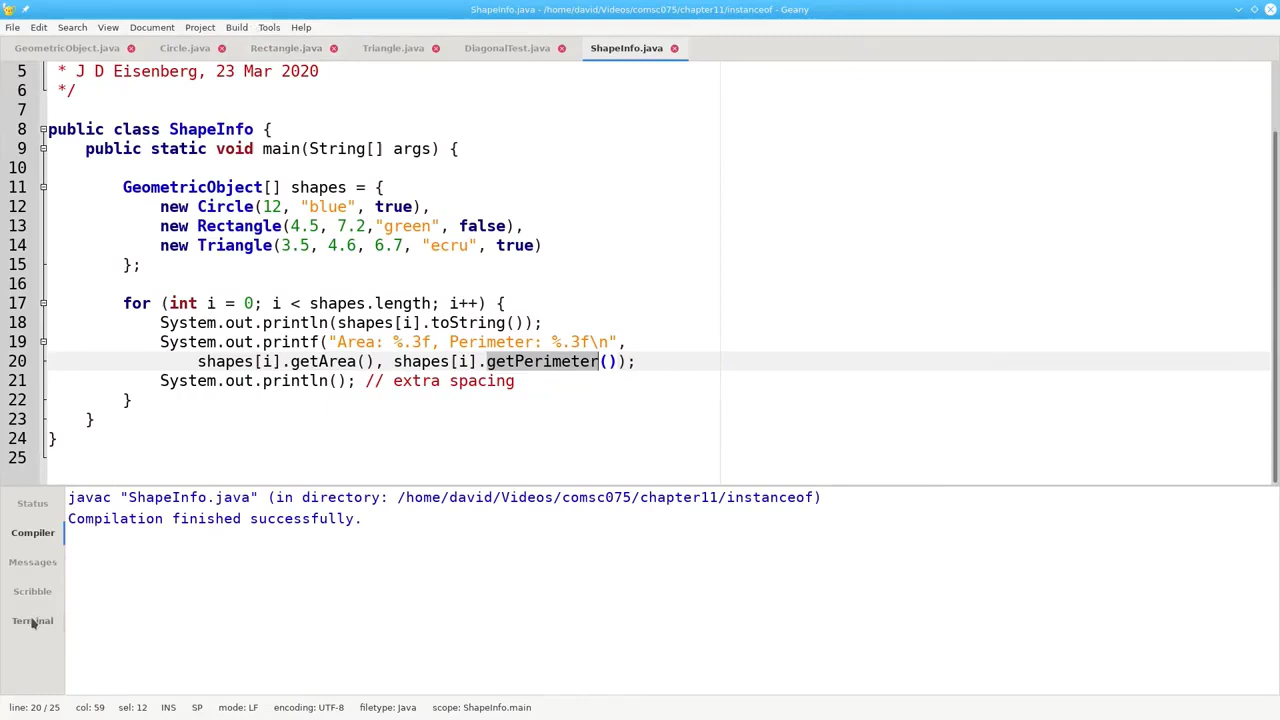 ShapeInfo.java - /home/david/Videos/comsc075/chapter11/instanceof - Geany
File Edit Search View Document Project Build Tools Help
GeometricObject.java Circle.java Rectangle.java Triangle.java DiagonalTest.java ShapeInfo.java
5 * J D Eisenberg, 23 Mar 2020
6 */
7
8 public class ShapeInfo {
9 public static void main(String[] args) {
10
11 GeometricObject[] shapes = {
12 new Circle(12, "blue", true),
13 new Rectangle(4.5, 7.2,"green", false),
14 new Triangle(3.5, 4.6, 6.7, "ecru", true)
15 };
16
17 for (int i = 0; i < shapes.length; i++) {
18 System.out.println(shapes[i].toString());
19 System.out.printf("Area: %.3f, Perimeter: %.3f\n",
20 shapes[i].getArea(), shapes[i].getPerimeter());
21 System.out.println(); // extra spacing
22 }
23 }
24 }
25
Status
Compiler
Messages
Scribble
Terminal
javac "ShapeInfo.java" (in directory: /home/david/Videos/comsc075/chapter11/instanceof)
Compilation finished successfully.
line: 20 / 25 col: 59 sel: 12 INS SP mode: LF encoding: UTF-8 filetype: Java scope: ShapeInfo.main